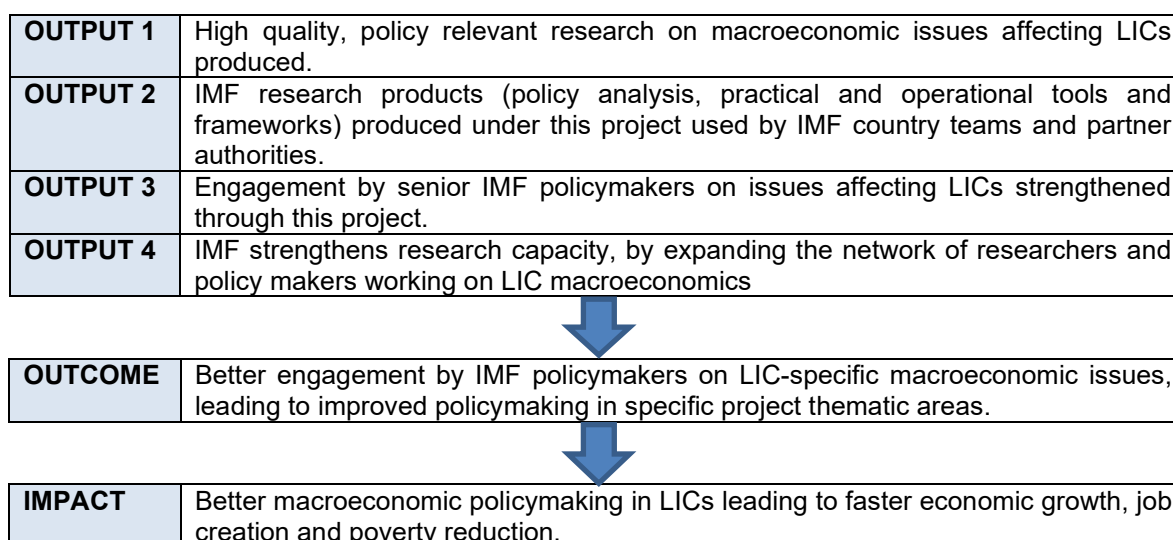 OUTPUT 1 High quality, policy relevant research on macroeconomic issues affecting LICs
produced.
OUTPUT 2 IMF research products (policy analysis, practical and operational tools and
frameworks) produced under this project used by IMF country teams and partner
authorities.
OUTPUT 3 Engagement by senior IMF policymakers on issues affecting LICs strengthened
through this project.
OUTPUT 4 IMF strengthens research capacity, by expanding the network of researchers and
policy makers working on LIC macroeconomics
OUTCOME Better engagement by IMF policymakers on LIC-specific macroeconomic issues,
leading to improved policymaking in specific project thematic areas.
IMPACT Better macroeconomic policymaking in LICs leading to faster economic growth, job
creation and poverty reduction.